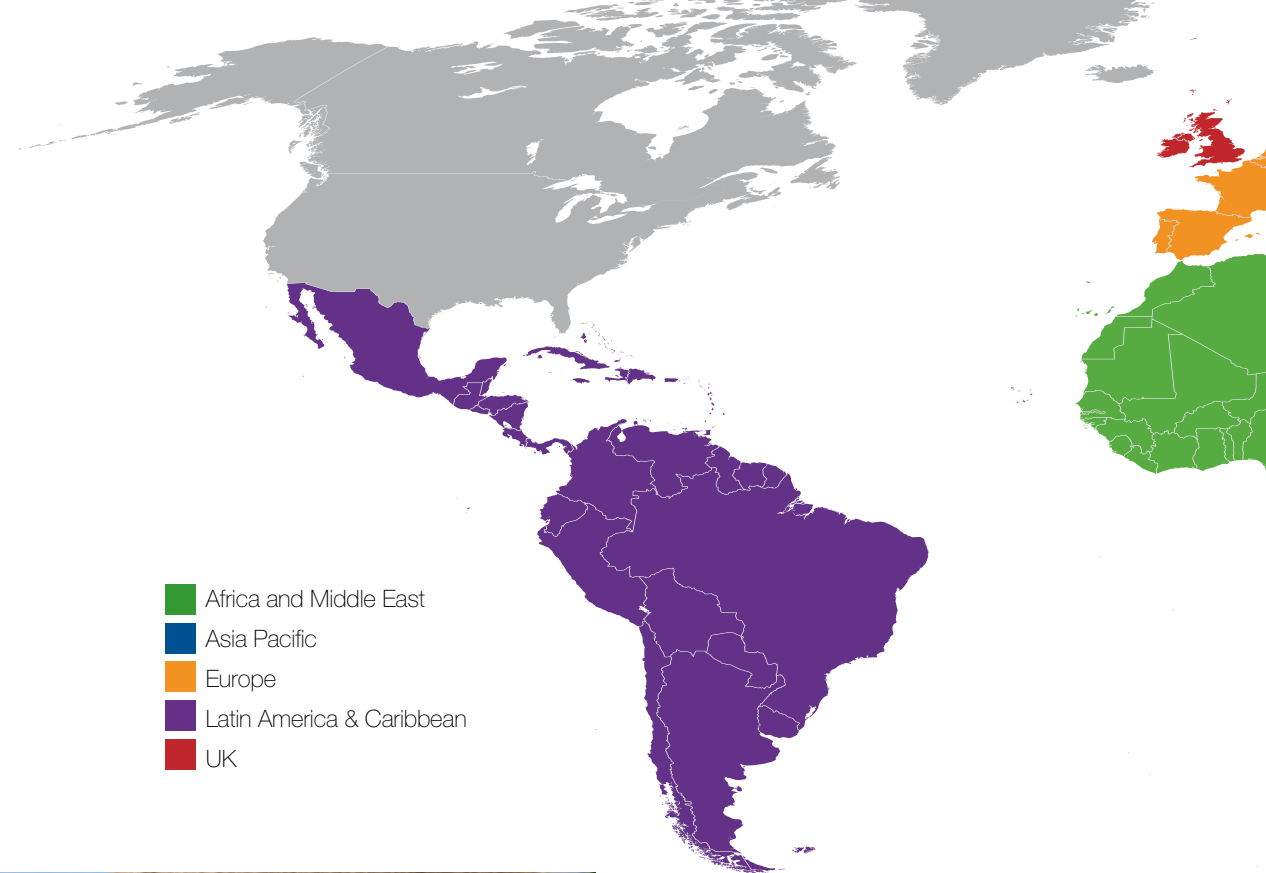 Africa and Middle East
Asia Pacific
Europe
Latin America & Caribbean
UK